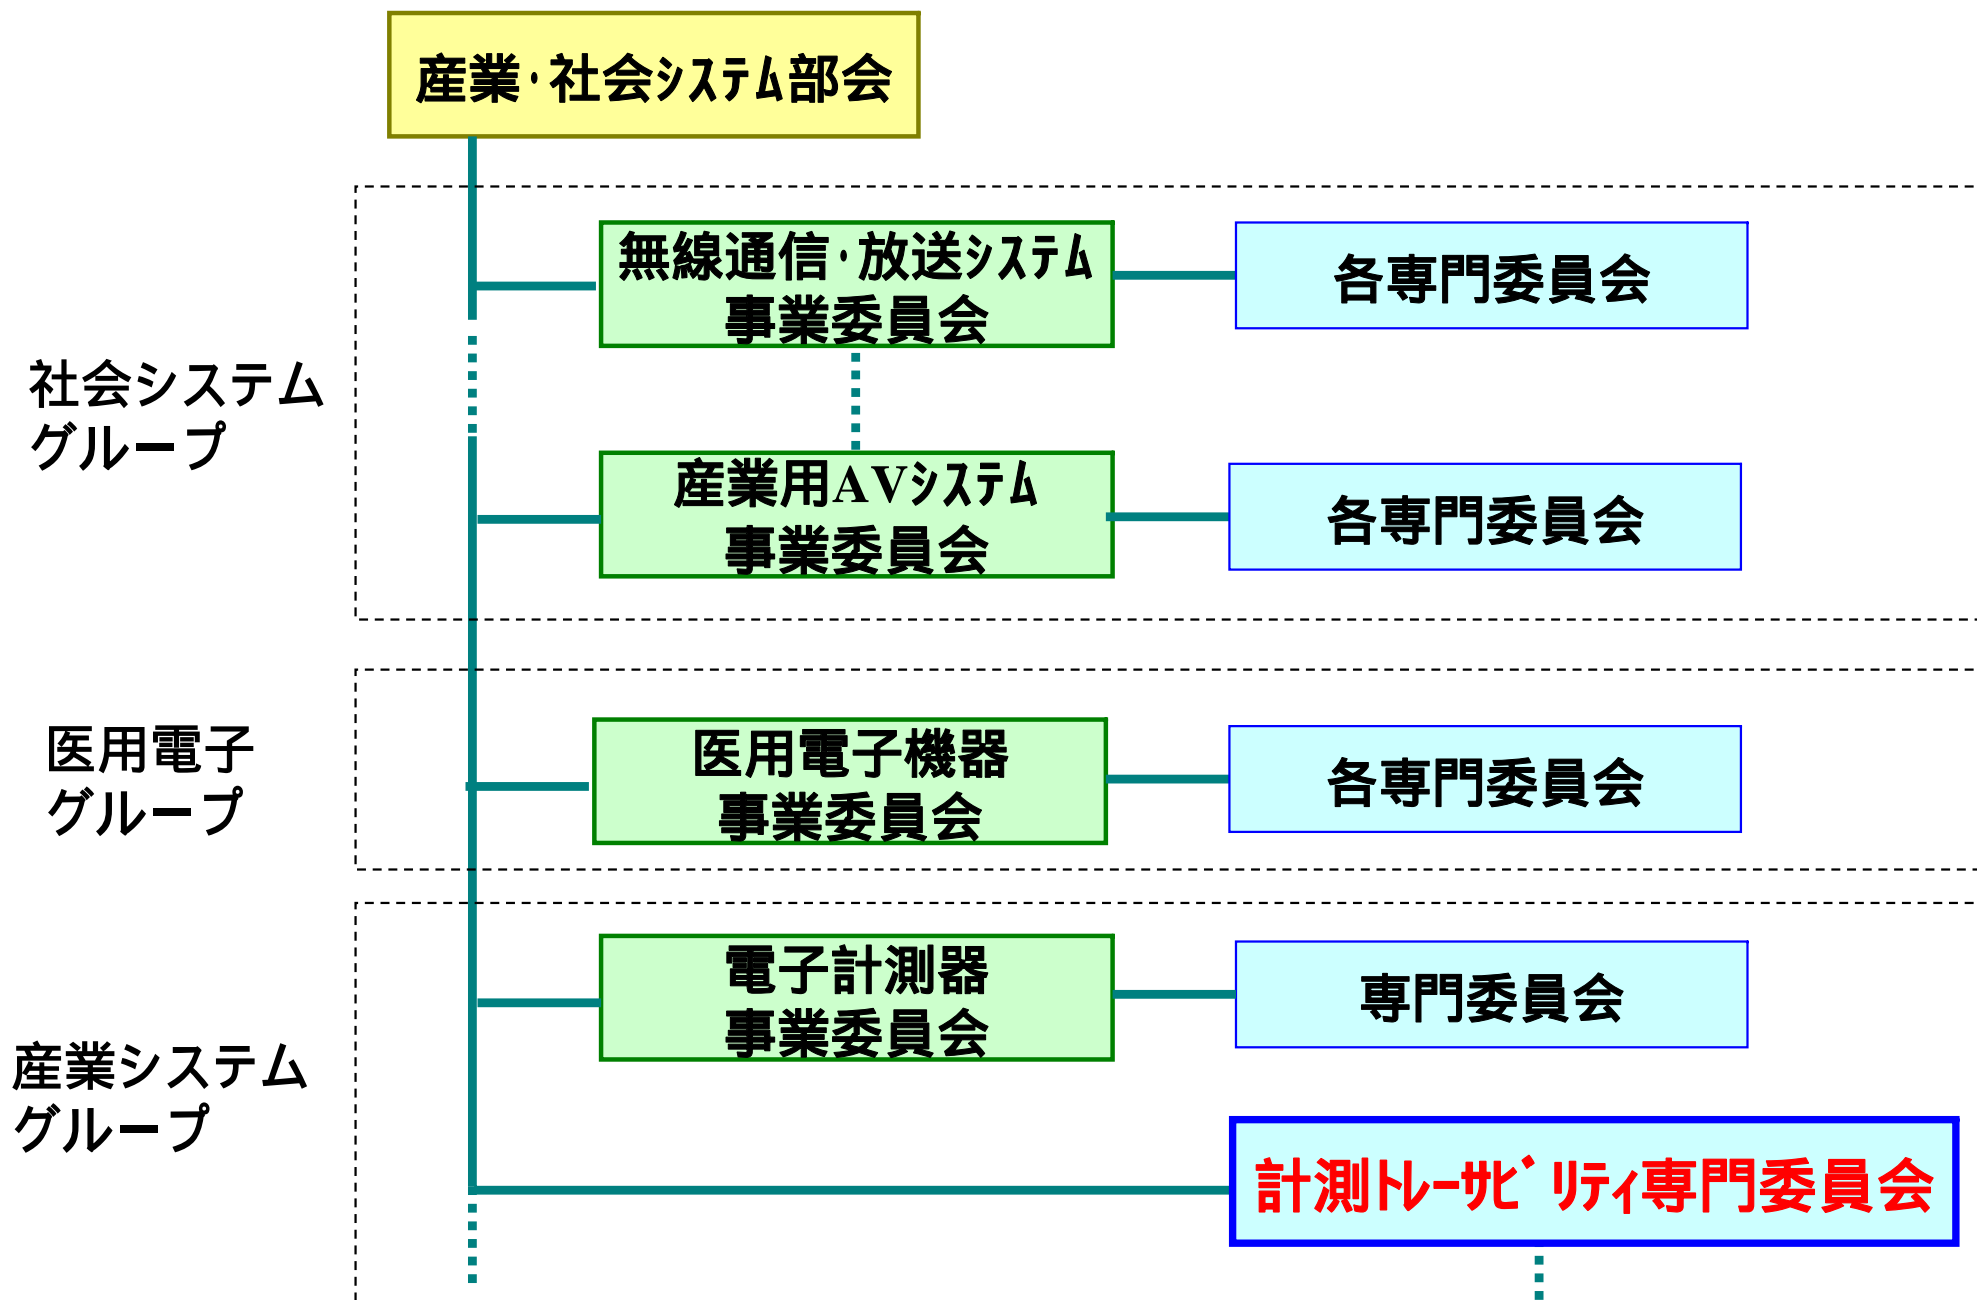 産業･社会ｼｽﾃﾑ部会
無線通信･放送ｼｽﾃﾑ
事業委員会
各専門委員会
社会システム
グループ
産業用AVｼｽﾃﾑ
事業委員会
各専門委員会
医用電子
グループ
医用電子機器
事業委員会
各専門委員会
電子計測器
事業委員会
専門委員会
産業システム
グループ
計測ﾄﾚｰｻﾋﾞﾘﾃｨ専門委員会